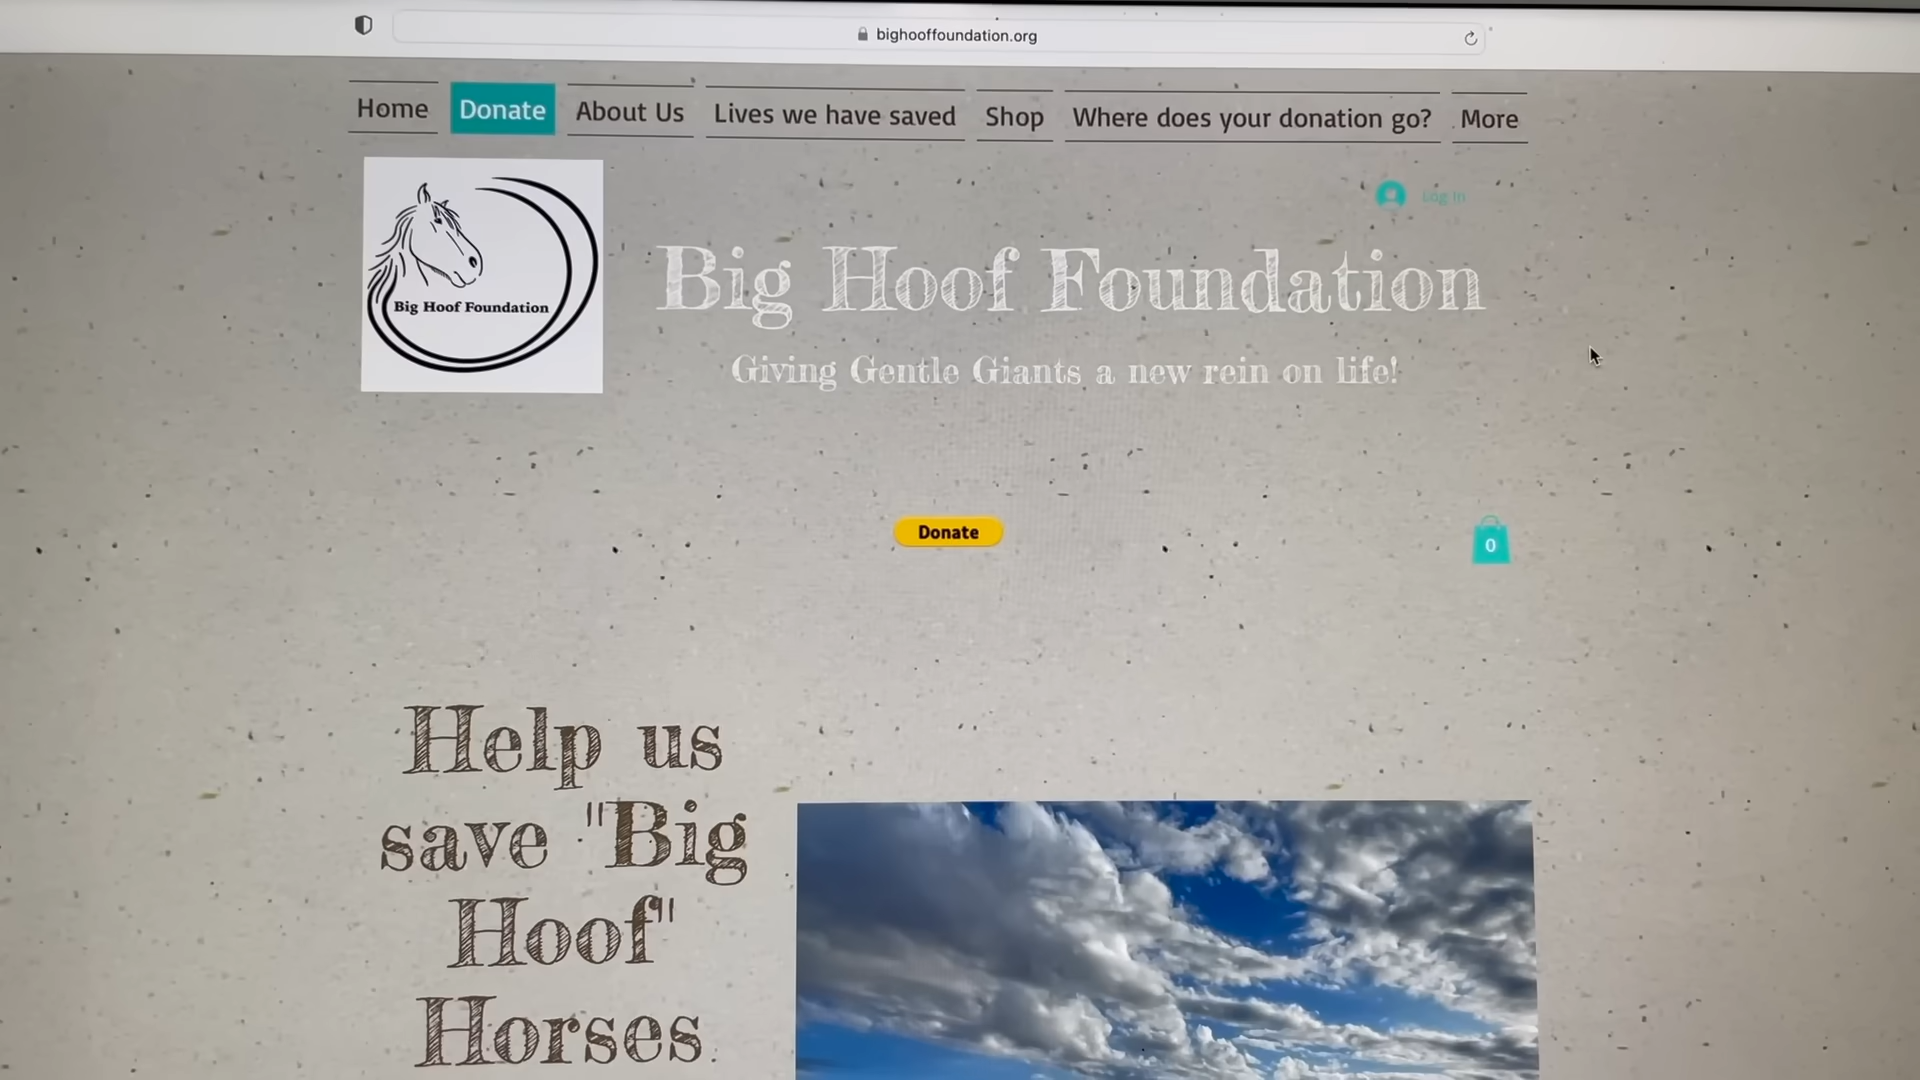 bighooffoundation.org
Home Donate About Us Lives we have saved Shop Where does your donation go? More
Log In
Big Hoof Foundation
Big Hoof Foundation
Giving Gentle Giants a new rein on life!
Donate
0
Help us
save "Big
Hoof"
Horses